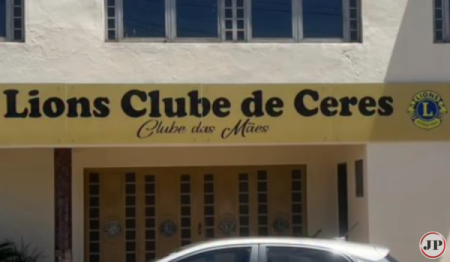 Lions Clube de Ceres
Clube das Mães
LIONS
L
JP